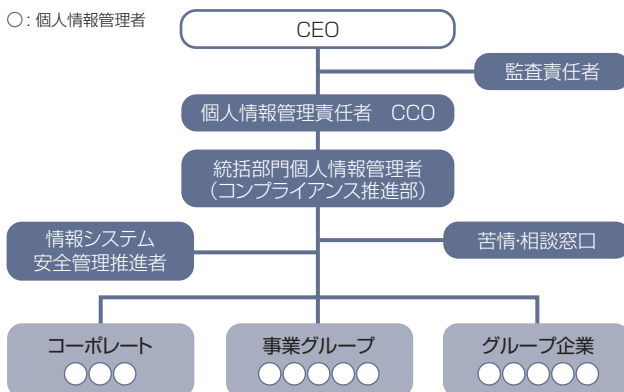 ○：個人情報管理者
CEO
監査責任者
個人情報管理責任者　CCO
統括部門個人情報管理者
（コンプライアンス推進部）
情報システム
安全管理推進者
苦情・相談窓口
コーポレート
○○○
事業グループ
○○○○○
グループ企業
○○○○○